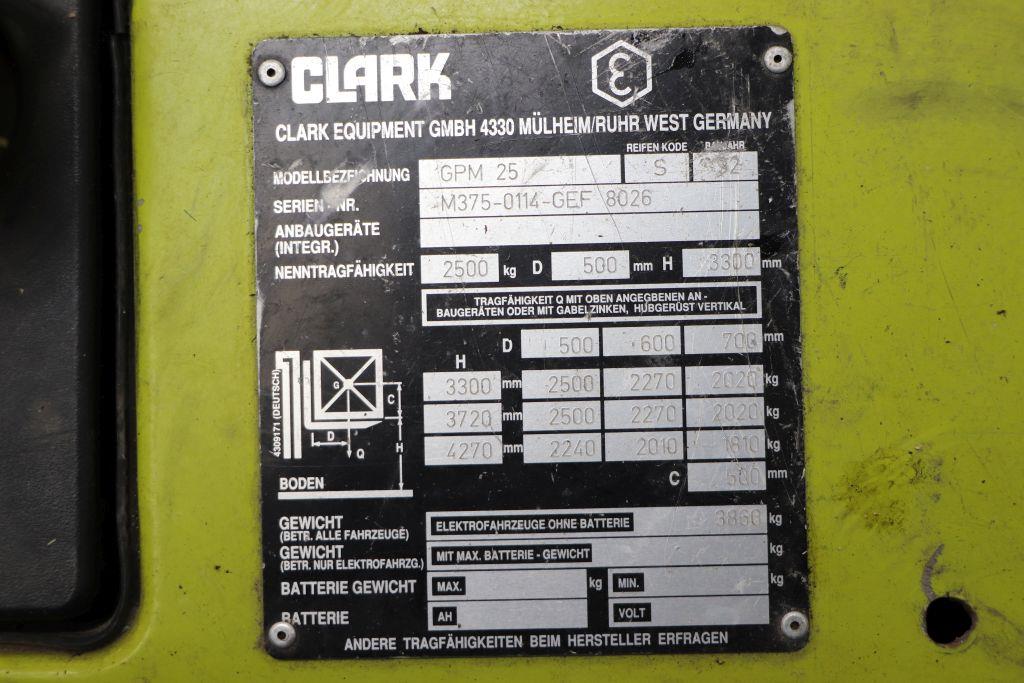 CLARK
CLARK EQUIPMENT GMBH 4330 MÜLHEIM/RUHR WEST GERMANY
REIFEN KODE BAUJAHR
MODELLBEZEICHNUNG GPM 25 S
SERIEN - NR. M375-0114-GEF 8026
ANBAUGERÄTE
(INTEGR.)
NENNTRAGFÄHIGKEIT 2500 kg D 500 mm H 3300 mm
TRAGFÄHIGKEIT Q MIT OBEN ANGEGBENEN AN -
BAUGERÄTEN ODER MIT GABELZINKEN, HUBGERÜST VERTIKAL
H D 500 600 700 mm
3300 mm 2500 2270 2020 kg
3720 mm 2500 2270 2020 kg
4270 mm 2240 2010 1810 kg
C 500 mm
4309171 (DEUTSCH)
G
C
D
H
Q
BODEN
GEWICHT
(BETR. ALLE FAHRZEUGE)
ELEKTROFAHRZEUGE OHNE BATTERIE 3860 kg
GEWICHT
(BETR. NUR ELEKTROFAHRZG.)
MIT MAX. BATTERIE - GEWICHT kg
BATTERIE GEWICHT MAX. kg MIN. kg
BATTERIE AH VOLT
ANDERE TRAGFÄHIGKEITEN BEIM HERSTELLER ERFRAGEN